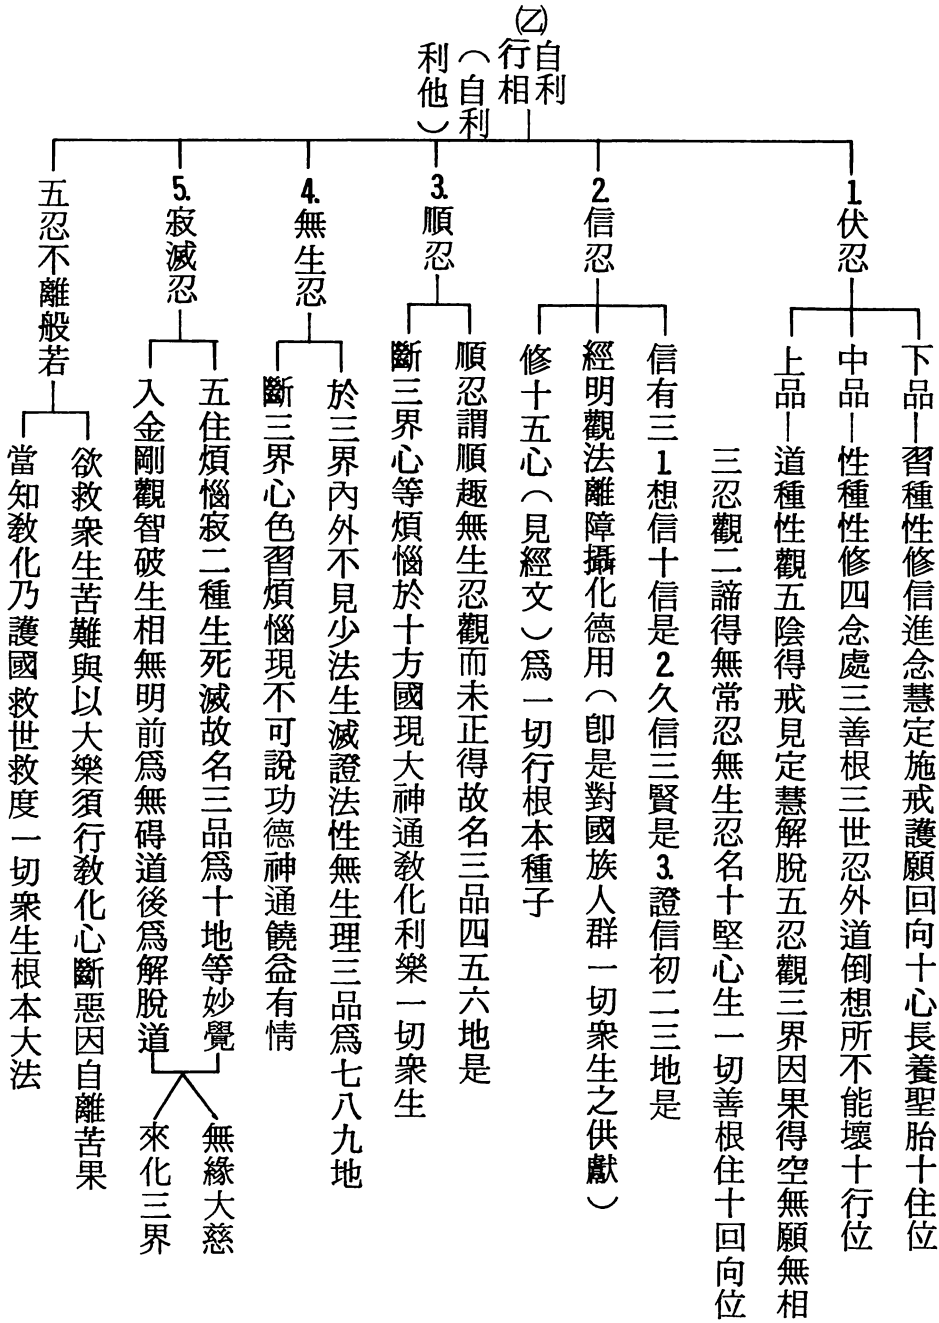 ㊁自利
行相
（自利
利他）
1.伏忍
下品—習種性修信進念慧定施戒護願回向十心長養聖胎十住位
中品—性種性修四念處三善根三世忍外道倒想所不能壞十行位
上品—道種性觀五陰得戒見定慧解脫五忍觀三界因果得空無願無相
三忍觀二諦得無常忍無生忍名十堅心生一切善根住十回向位
2.信忍
信有三1想信十信是2久信三賢是3.證信初二三地是
經明觀法離障攝化德用（卽是對國族人群一切衆生之供獻）
修十五心（見經文）爲一切行根本種子
3.順忍
順忍謂順趣無生忍觀而未正得故名三品四五六地是
斷三界心等煩惱於十方國現大神通教化利樂一切衆生
4.無生忍
於三界內外不見少法生滅證法性無生理三品爲七八九地
斷三界心色習煩惱現不可說功德神通饒益有情
5.寂滅忍
五住煩惱寂二種生死滅故名三品爲十地等妙覺
入金剛觀智破生相無明前爲無碍道後爲解脫道
無緣大慈
來化三界
五忍不離般若
欲救衆生苦難與以大樂須行教化心斷惡因自離苦果
當知教化乃護國救世救度一切衆生根本大法